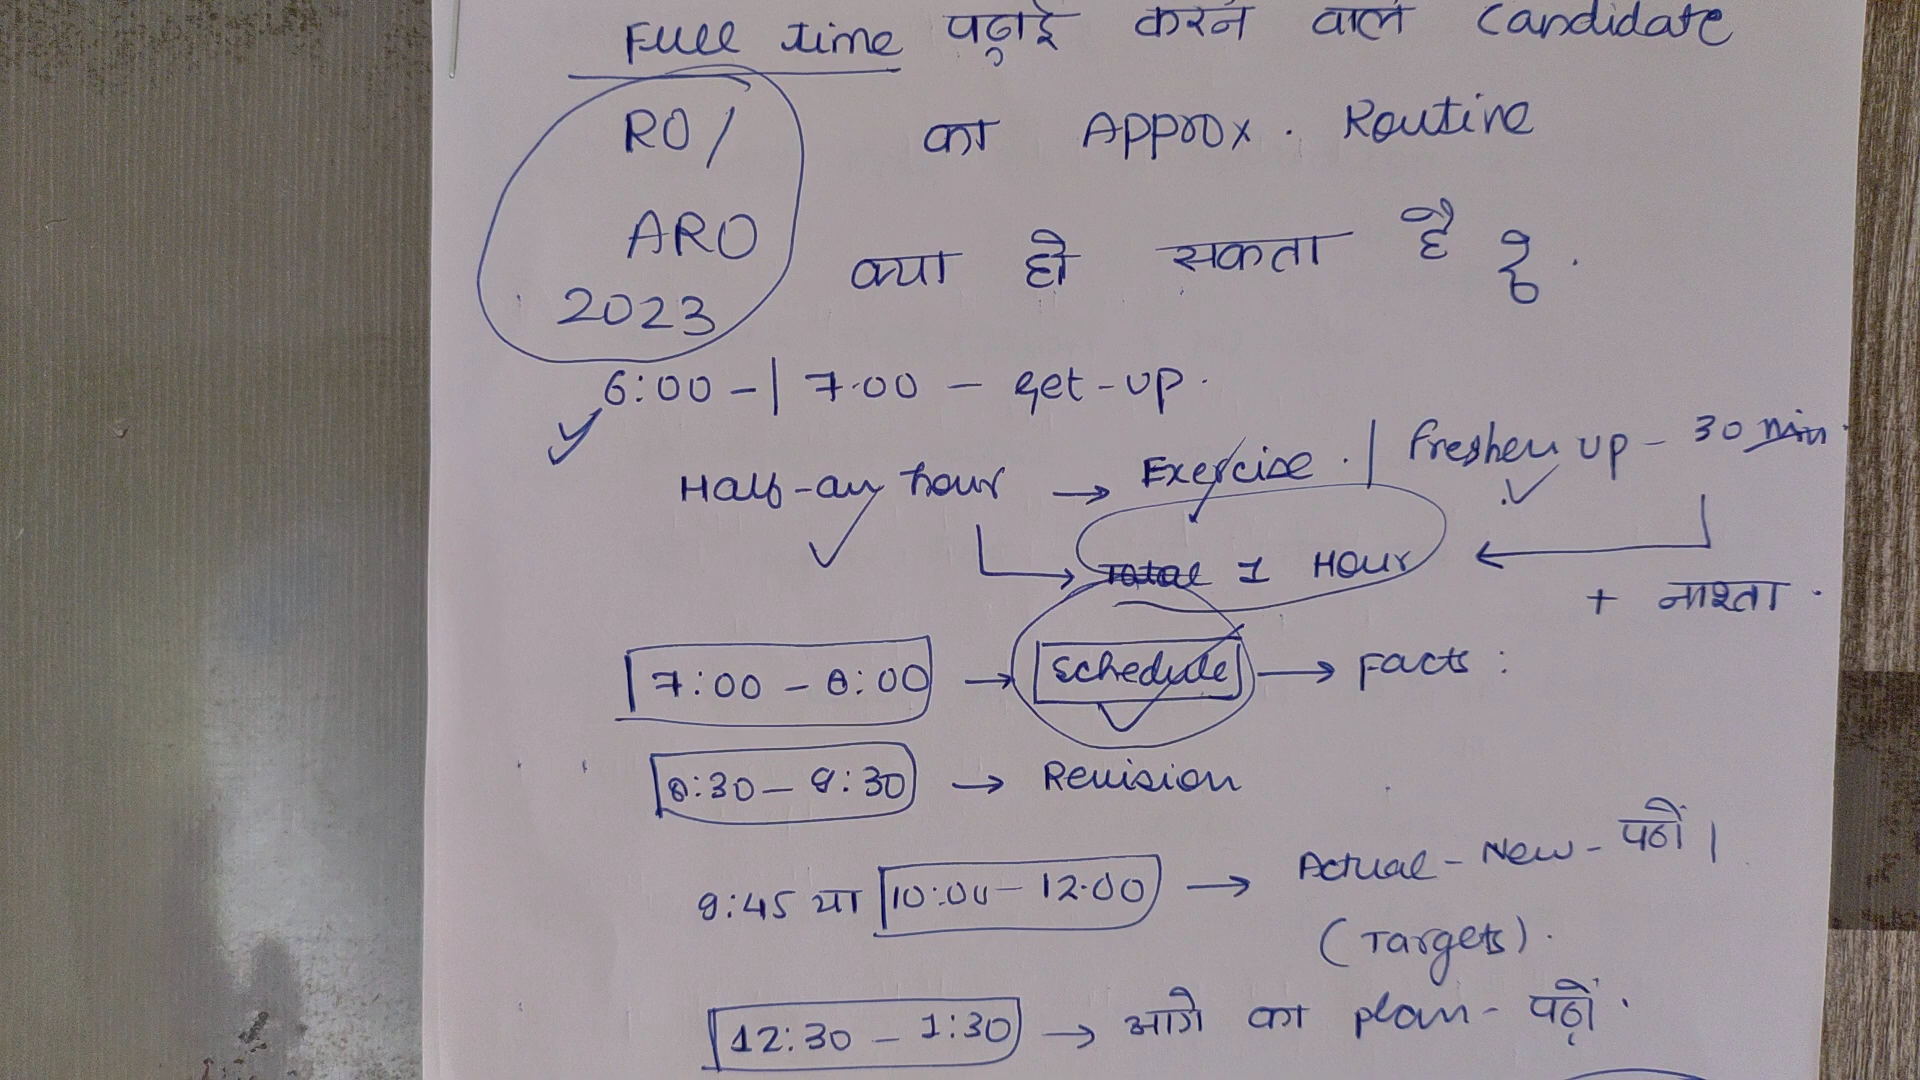 Full time पढ़ाई करने वाले Candidate
RO/
ARO
2023
का Approx. Routine
क्या हो सकता है ?.
6:00 -| 7.00 - Get-up.
Half-an hour → Exercise. | Freshen up - 30 min
Total 1 Hour
+ नाश्ता.
7:00 - 8:00 → Schedule → Facts :
8:30 - 9:30 → Revision
9:45 या 10:00 - 12.00 → Actual - New - पढ़ें।
(Targets).
12:30 - 1:30 → आगे का plan - पढ़ें.